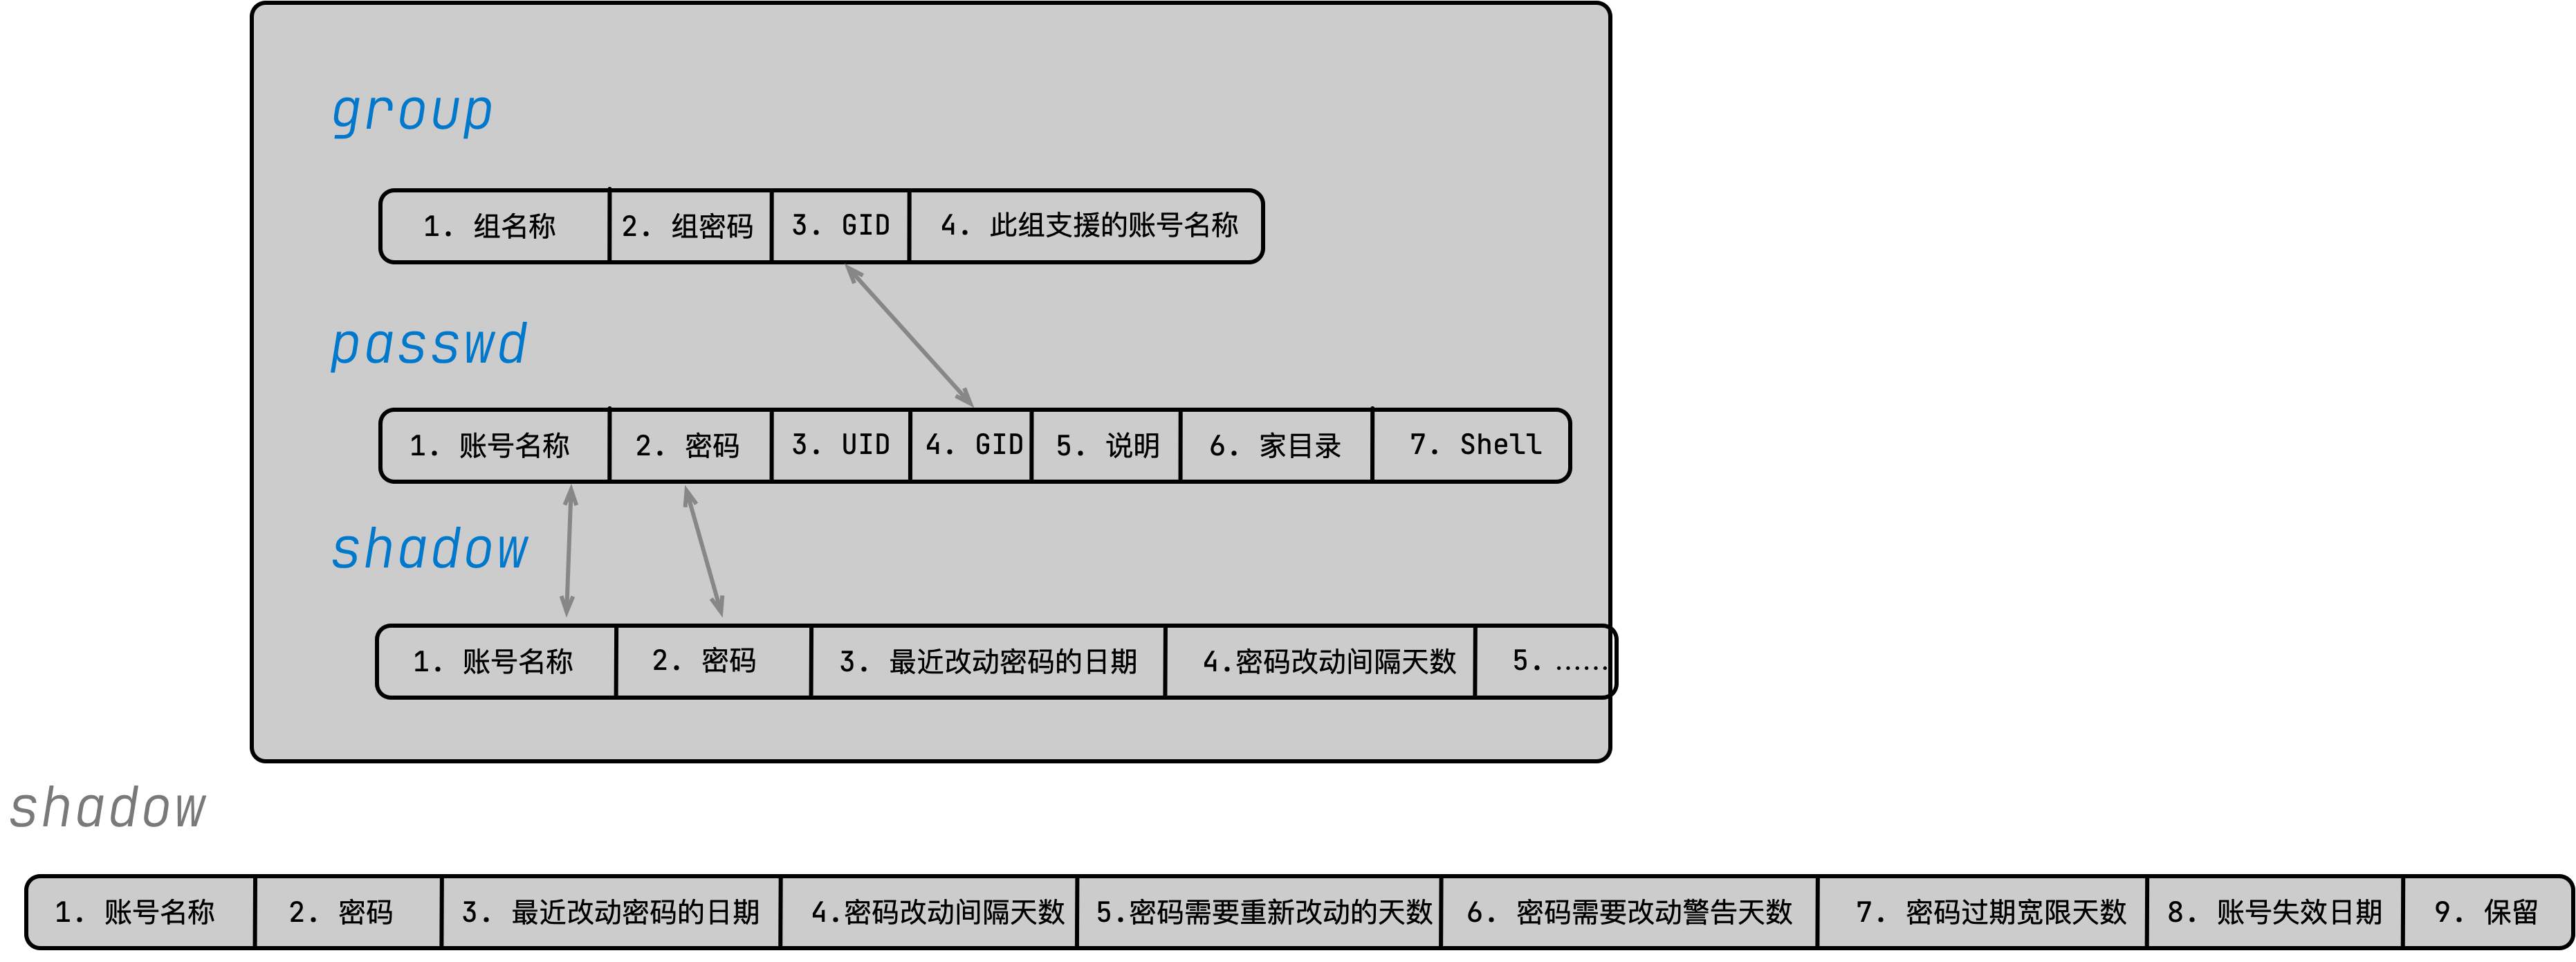 group
1. 组名称 2. 组密码 3. GID 4. 此组支援的账号名称
passwd
1. 账号名称 2. 密码 3. UID 4. GID 5. 说明 6. 家目录 7. Shell
shadow
1. 账号名称 2. 密码 3. 最近改动密码的日期 4.密码改动间隔天数 5. ......
shadow
1. 账号名称 2. 密码 3. 最近改动密码的日期 4.密码改动间隔天数 5.密码需要重新改动的天数 6. 密码需要改动警告天数 7. 密码过期宽限天数 8. 账号失效日期 9. 保留